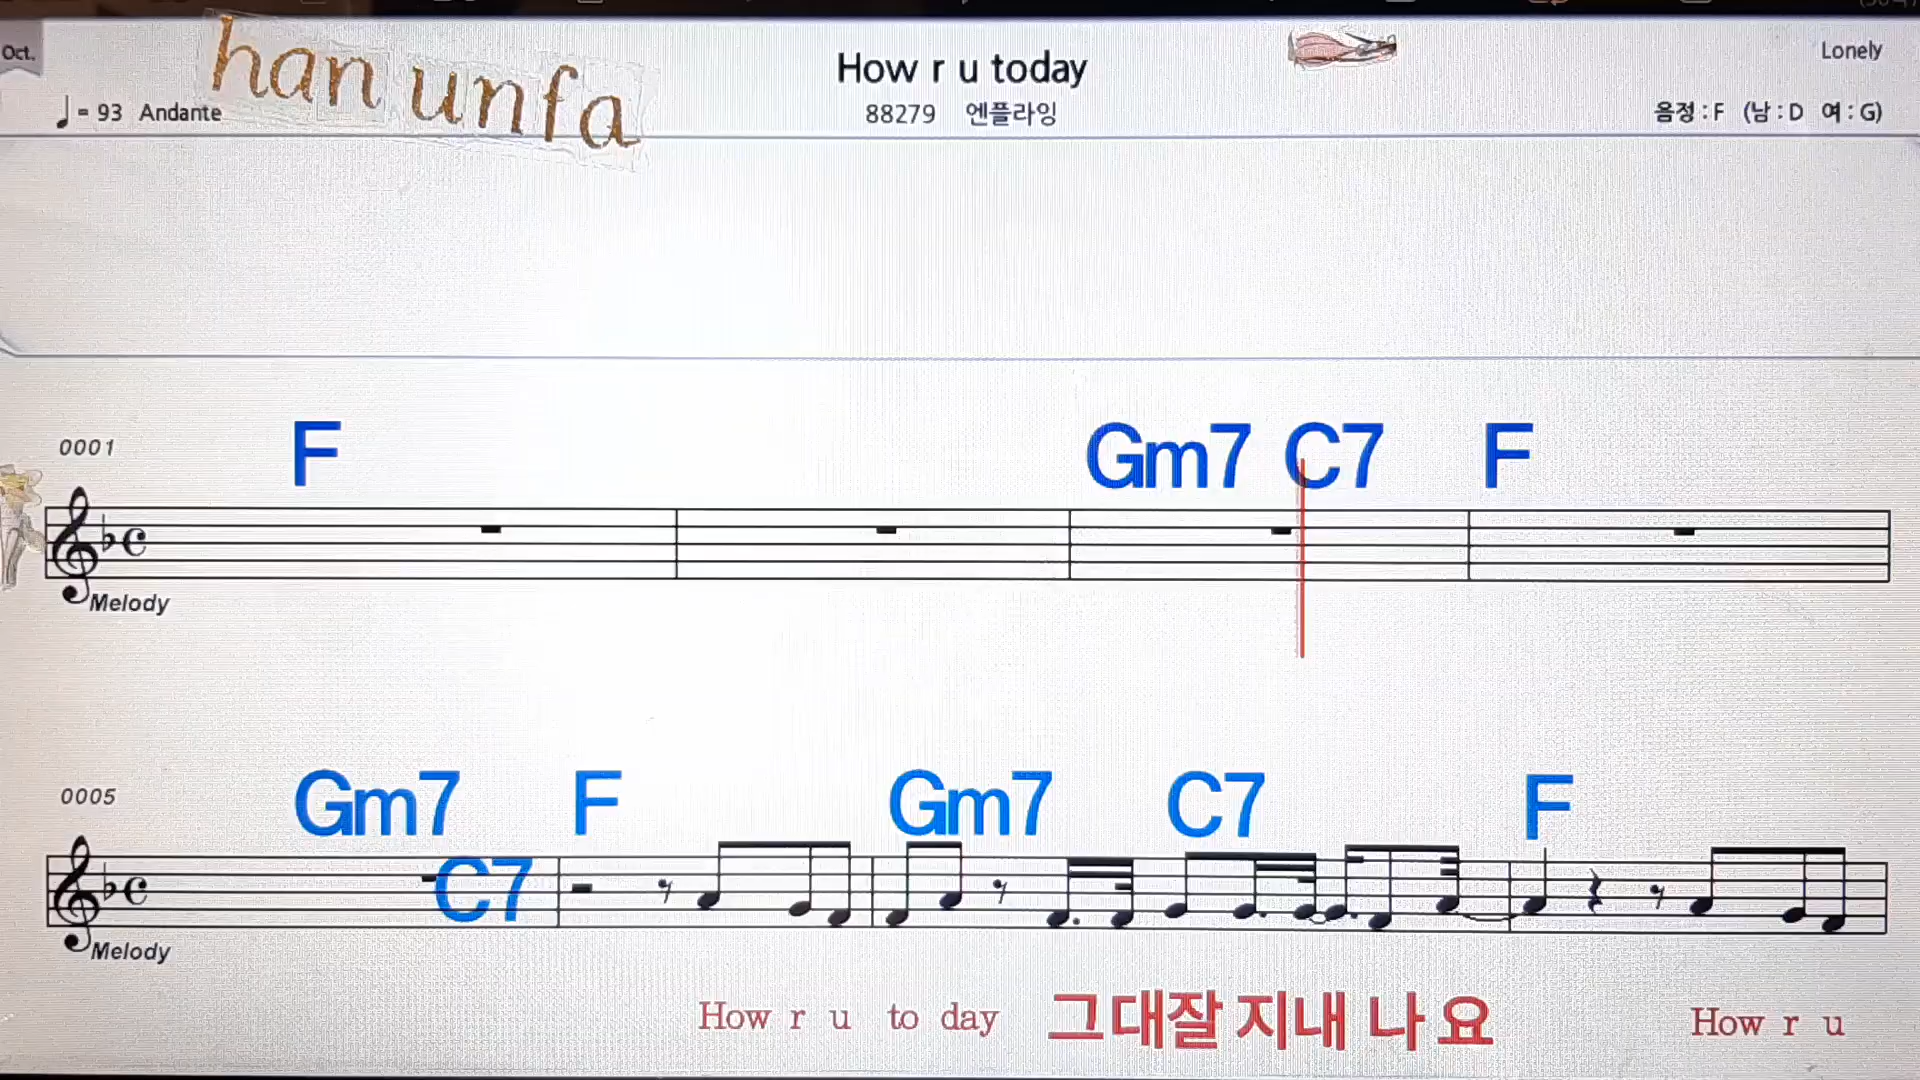 Oct.
han unfa
How r u today
Lonely
♩= 93 Andante
88279 엔플라잉
음정 : F (남 : D 여 : G)
0001 F Gm7 C7 F
Melody
0005 Gm7 C7 F Gm7 C7 F
Melody
How r u to day 그대잘 지내 나 요 How r u